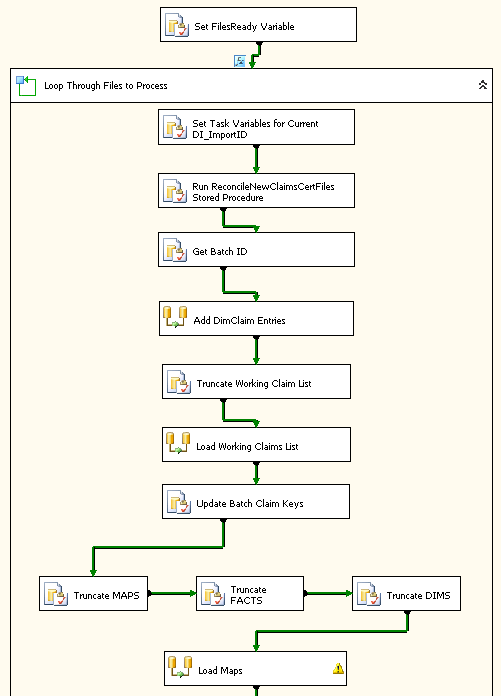 Set FilesReady Variable
fx
Loop Through Files to Process
Set Task Variables for Current
DI_ImportID
Run ReconcileNewClaimsCertFiles
Stored Procedure
Get Batch ID
Add DimClaim Entries
Truncate Working Claim List
Load Working Claims List
Update Batch Claim Keys
Truncate MAPS
Truncate
FACTS
Truncate DIMS
Load Maps